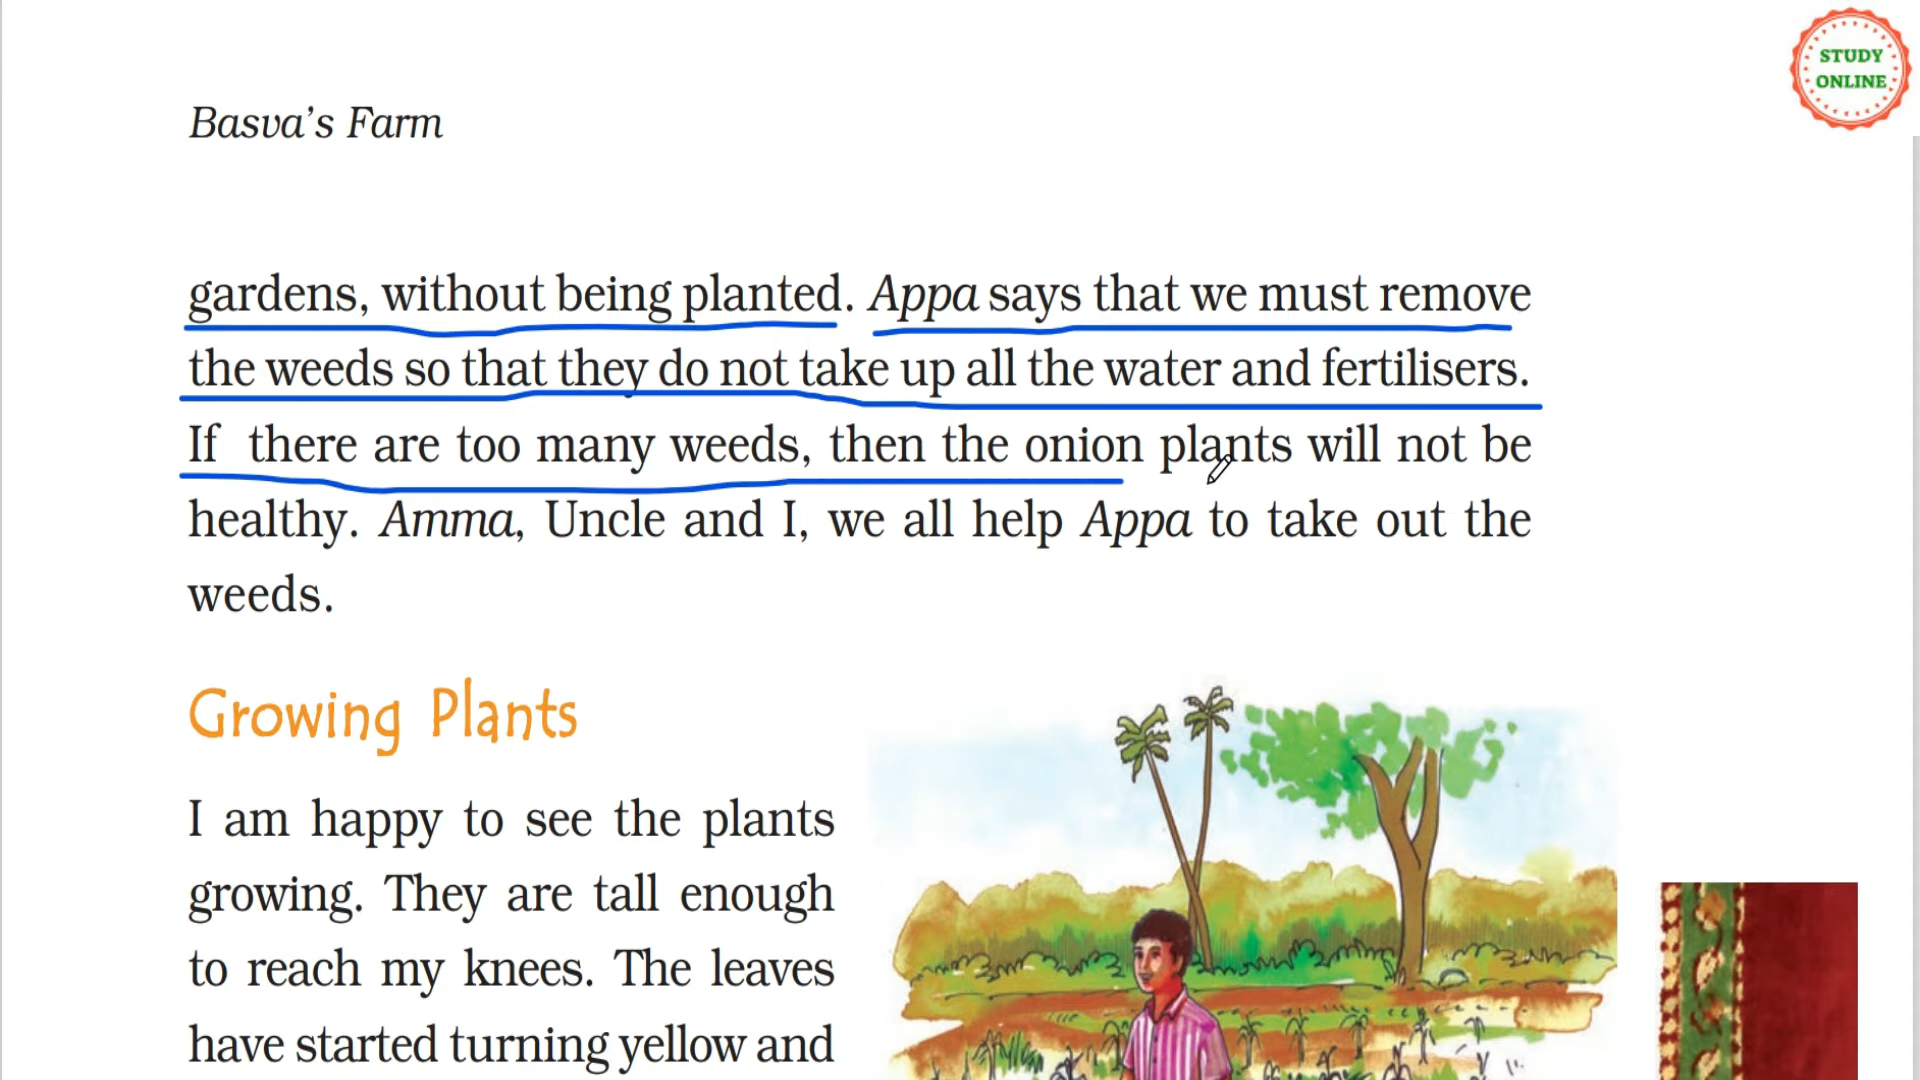 STUDY
ONLINE
Basva’s Farm
gardens, without being planted. Appa says that we must remove
the weeds so that they do not take up all the water and fertilisers.
If there are too many weeds, then the onion plants will not be
healthy. Amma, Uncle and I, we all help Appa to take out the
weeds.
Growing Plants
I am happy to see the plants
growing. They are tall enough
to reach my knees. The leaves
have started turning yellow and